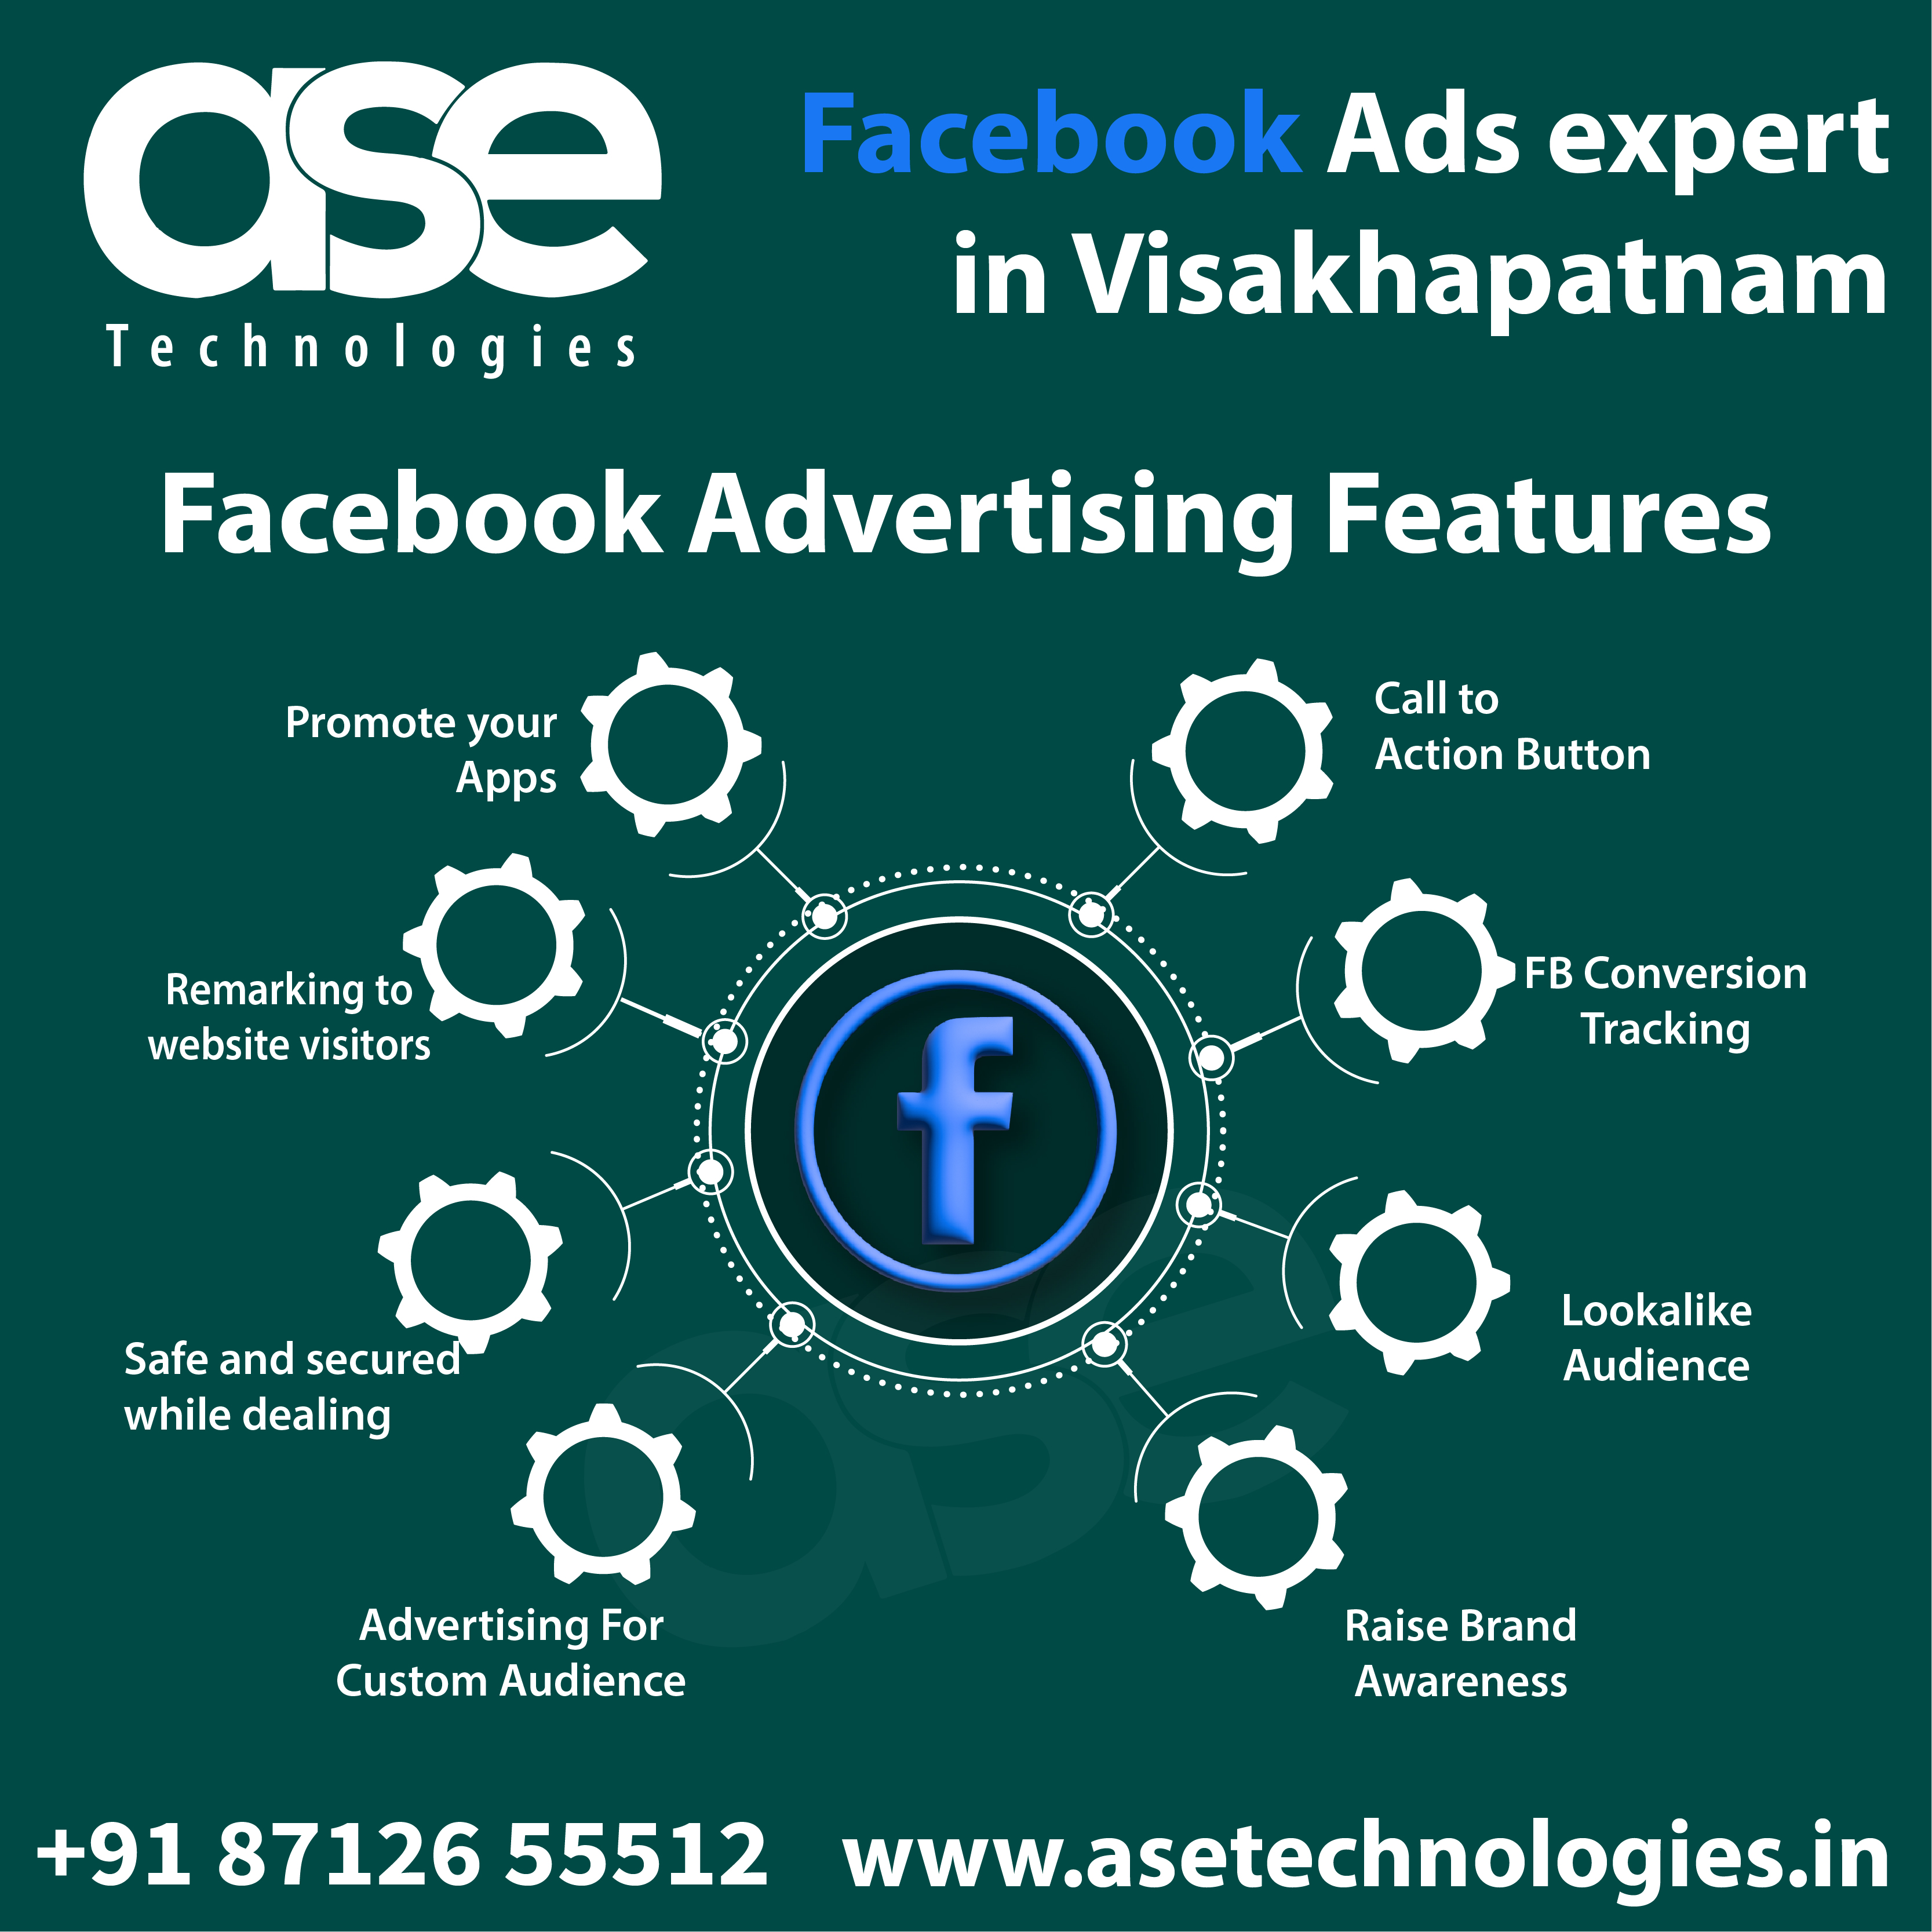 ase
Technologies
Facebook Ads expert
in Visakhapatnam
Facebook Advertising Features
Promote your
Apps
Call to
Action Button
Remarking to
website visitors
FB Conversion
Tracking
Safe and secured
while dealing
Lookalike
Audience
Advertising For
Custom Audience
Raise Brand
Awareness
f
ase
+91 87126 55512
www.asetechnologies.in